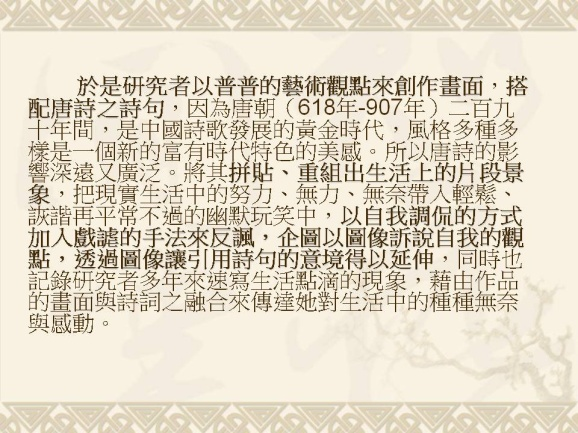 於是研究者以普普的藝術觀點來創作畫面，搭
配唐詩之詩句，因為唐朝（618年-907年）二百九
十年間，是中國詩歌發展的黃金時代，風格多種多
樣是一個新的富有時代特色的美感。所以唐詩的影
響深遠又廣泛。將其拼貼、重組出生活上的片段景
象，把現實生活中的努力、無力、無奈帶入輕鬆、
詼諧再平常不過的幽默玩笑中，以自我調侃的方式
加入戲謔的手法來反諷，企圖以圖像訴說自我的觀
點，透過圖像讓引用詩句的意境得以延伸，同時也
記錄研究者多年來速寫生活點滴的現象，藉由作品
的畫面與詩詞之融合來傳達她對生活中的種種無奈
與感動。